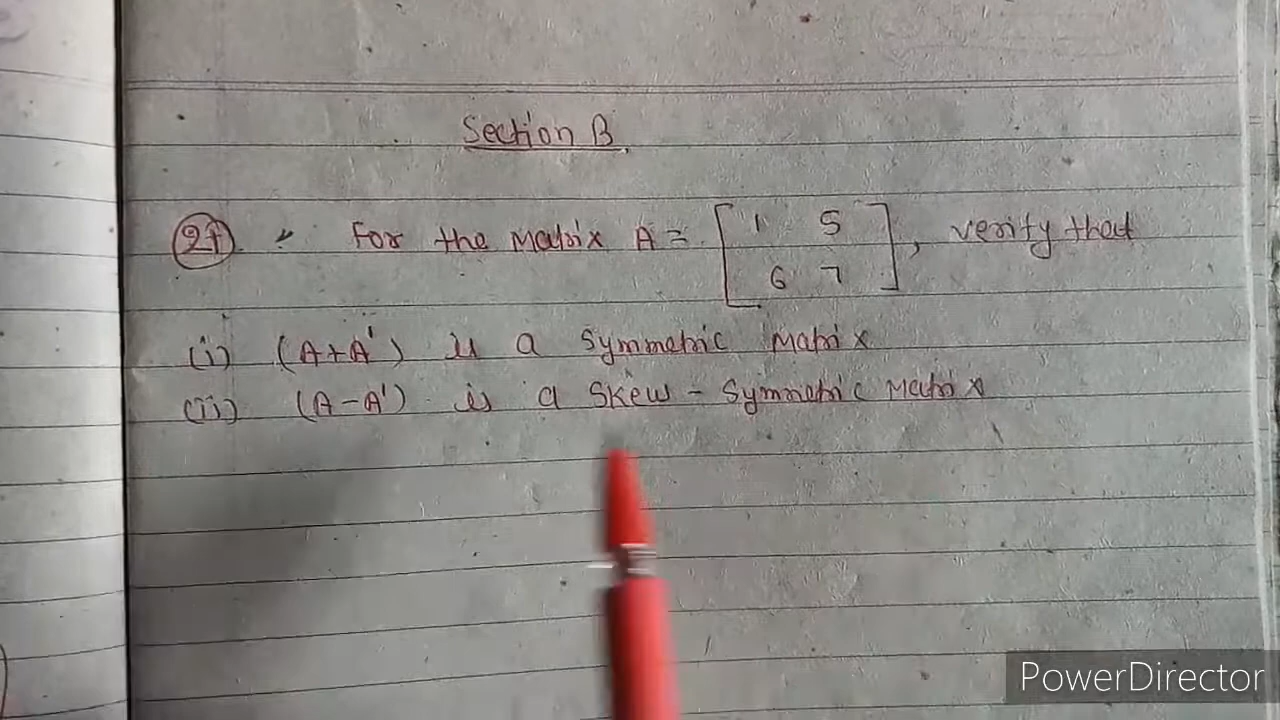 Section B.
27. For the Matrix A = [1 5
6 7], verify that
(i) (A+A') is a Symmetric Matrix
(ii) (A-A') is a Skew - Symmetric Matrix
PowerDirector